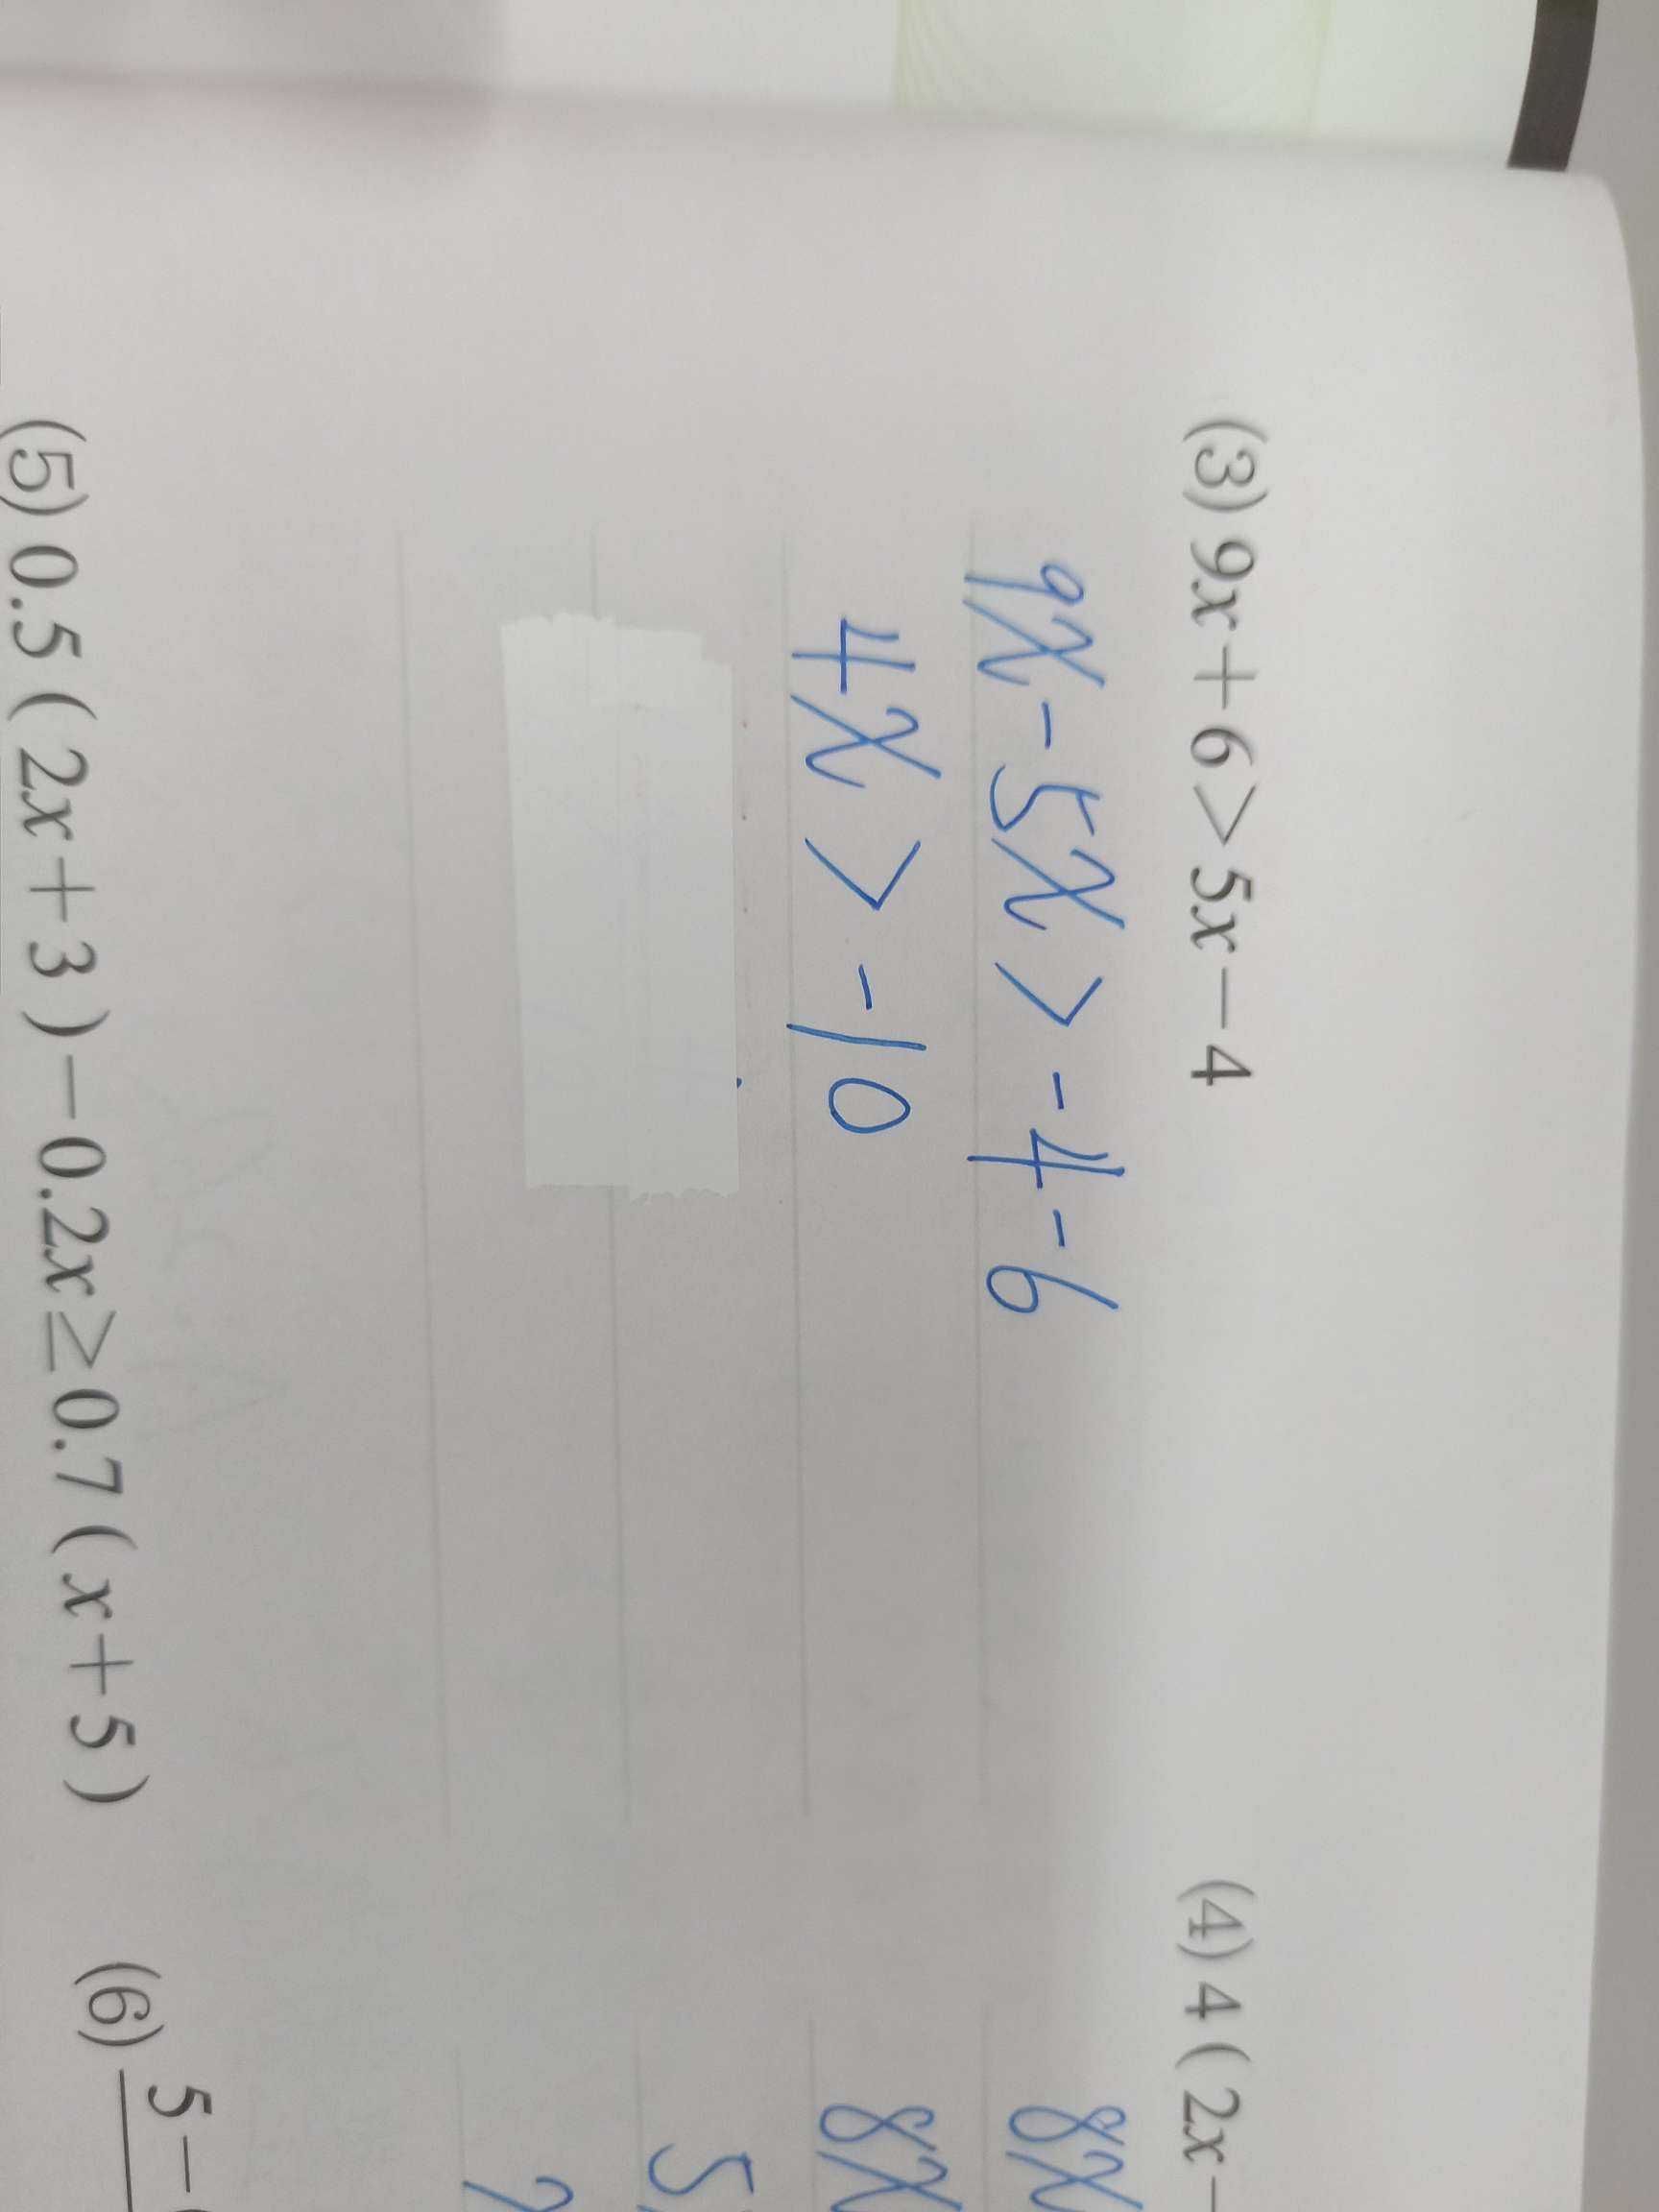 (3) 9x+6>5x-4
9x-5x>-4-6
4x>-10
(4) 4(2x-
8x
8x
5
(5) 0.5(2x+3)-0.2x≥0.7(x+5)
(6) 5-